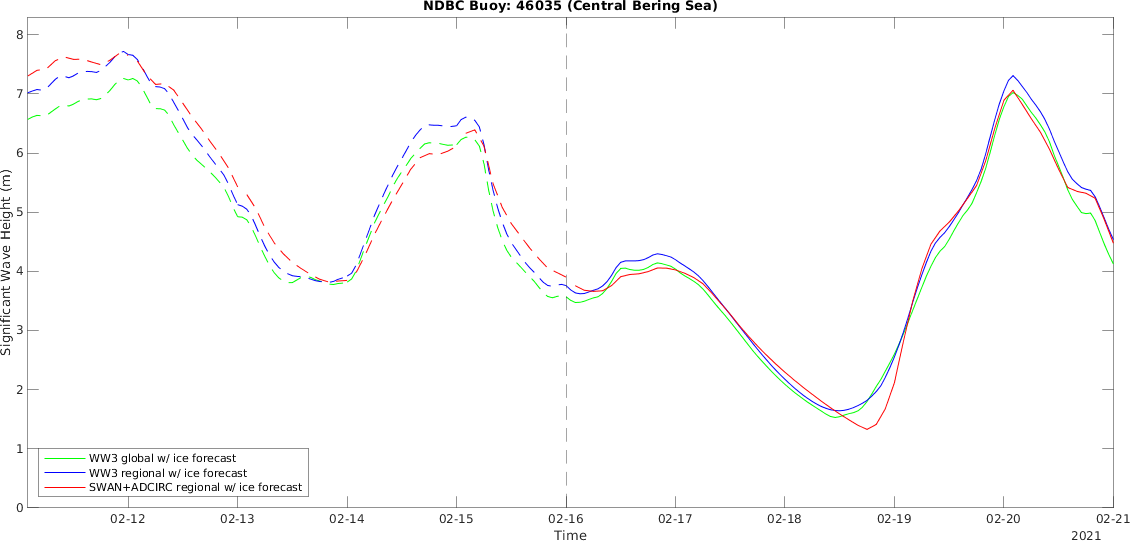 NDBC Buoy: 46035 (Central Bering Sea)
8
7
6
5
4
3
2
1
0
Significant Wave Height (m)
WW3 global w/ ice forecast
WW3 regional w/ ice forecast
SWAN+ADCIRC regional w/ ice forecast
02-12 02-13 02-14 02-15 02-16 02-17 02-18 02-19 02-20 02-21
Time
2021